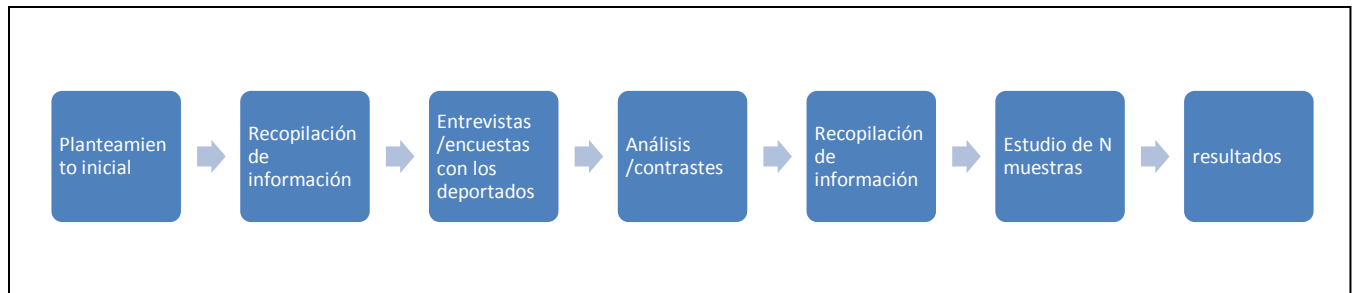 Planteamien
to inicial
Recopilación
de
información
Entrevistas
/encuestas
con los
deportados
Análisis
/contrastes
Recopilación
de
información
Estudio de N
muestras
resultados